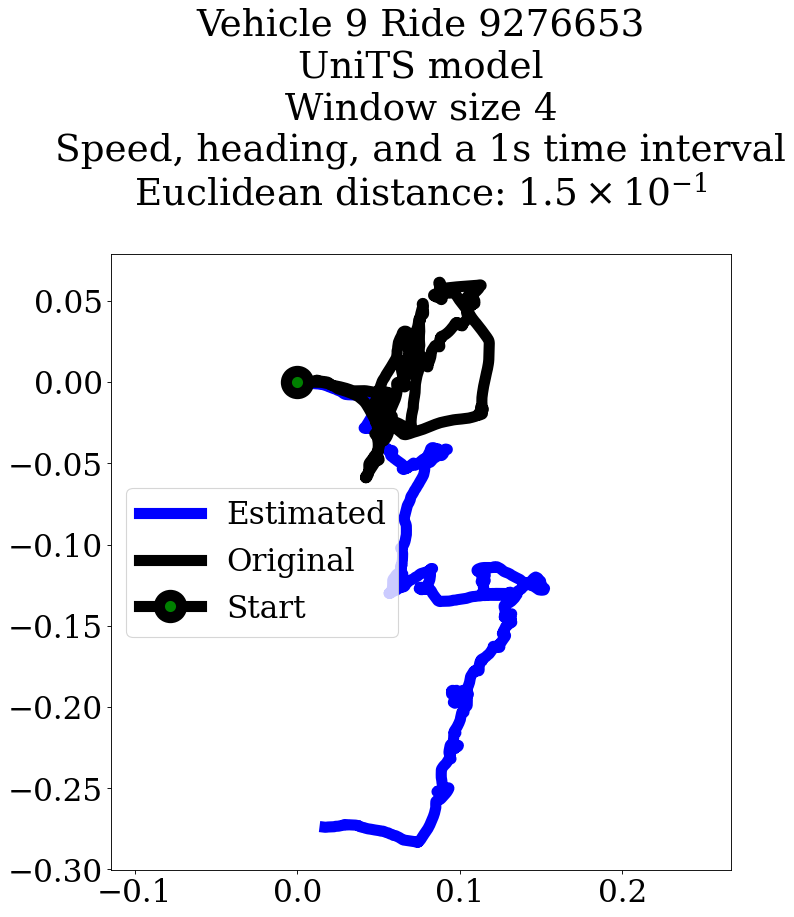 Vehicle 9 Ride 9276653
UniTS model
Window size 4
Speed, heading, and a 1s time interval
Euclidean distance: 1.5 × 10⁻¹
0.05
0.00
−0.05
−0.10
−0.15
−0.20
−0.25
−0.30
Estimated
Original
Start
−0.1
0.0
0.1
0.2